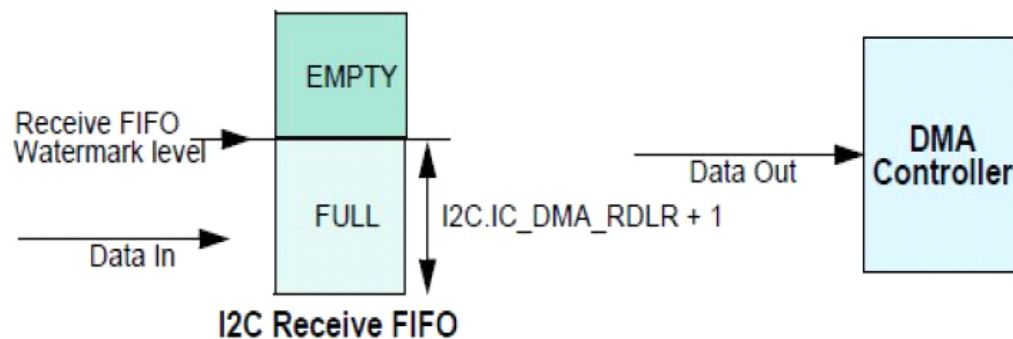 EMPTY
Receive FIFO
Watermark level
DMA
Controller
Data Out
FULL
I2C.IC_DMA_RDLR + 1
Data In
I2C Receive FIFO